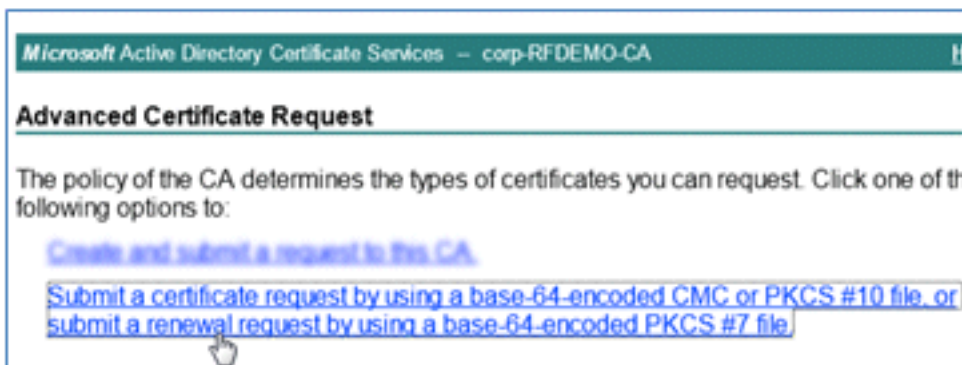 Microsoft Active Directory Certificate Services -- corp-RFDEMO-CA
Advanced Certificate Request
The policy of the CA determines the types of certificates you can request. Click one of
following options to:
Create and submit a request to this CA.
Submit a certificate request by using a base-64-encoded CMC or PKCS #10 file, or
submit a renewal request by using a base-64-encoded PKCS #7 file.